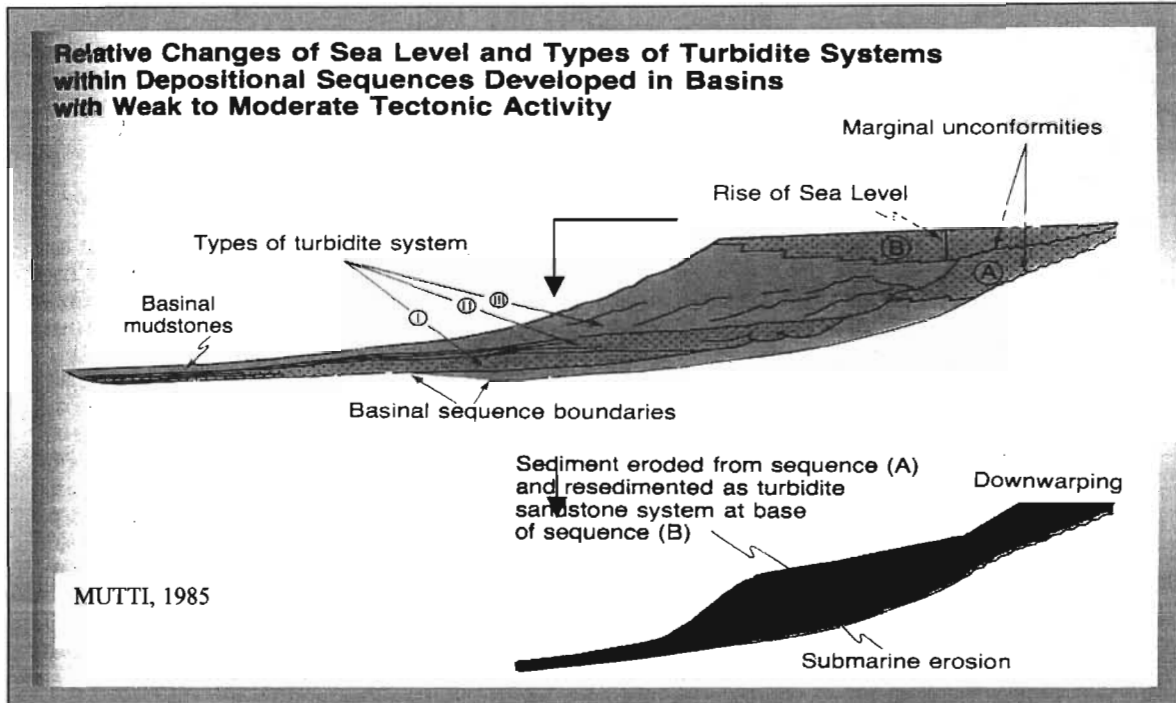 Relative Changes of Sea Level and Types of Turbidite Systems
within Depositional Sequences Developed in Basins
with Weak to Moderate Tectonic Activity
Marginal unconformities
Rise of Sea Level
Types of turbidite system
B
A
III
II
I
Basinal
mudstones
Basinal sequence boundaries
Sediment eroded from sequence (A)
and resedimented as turbidite
sandstone system at base
of sequence (B)
Downwarping
MUTTI, 1985
Submarine erosion